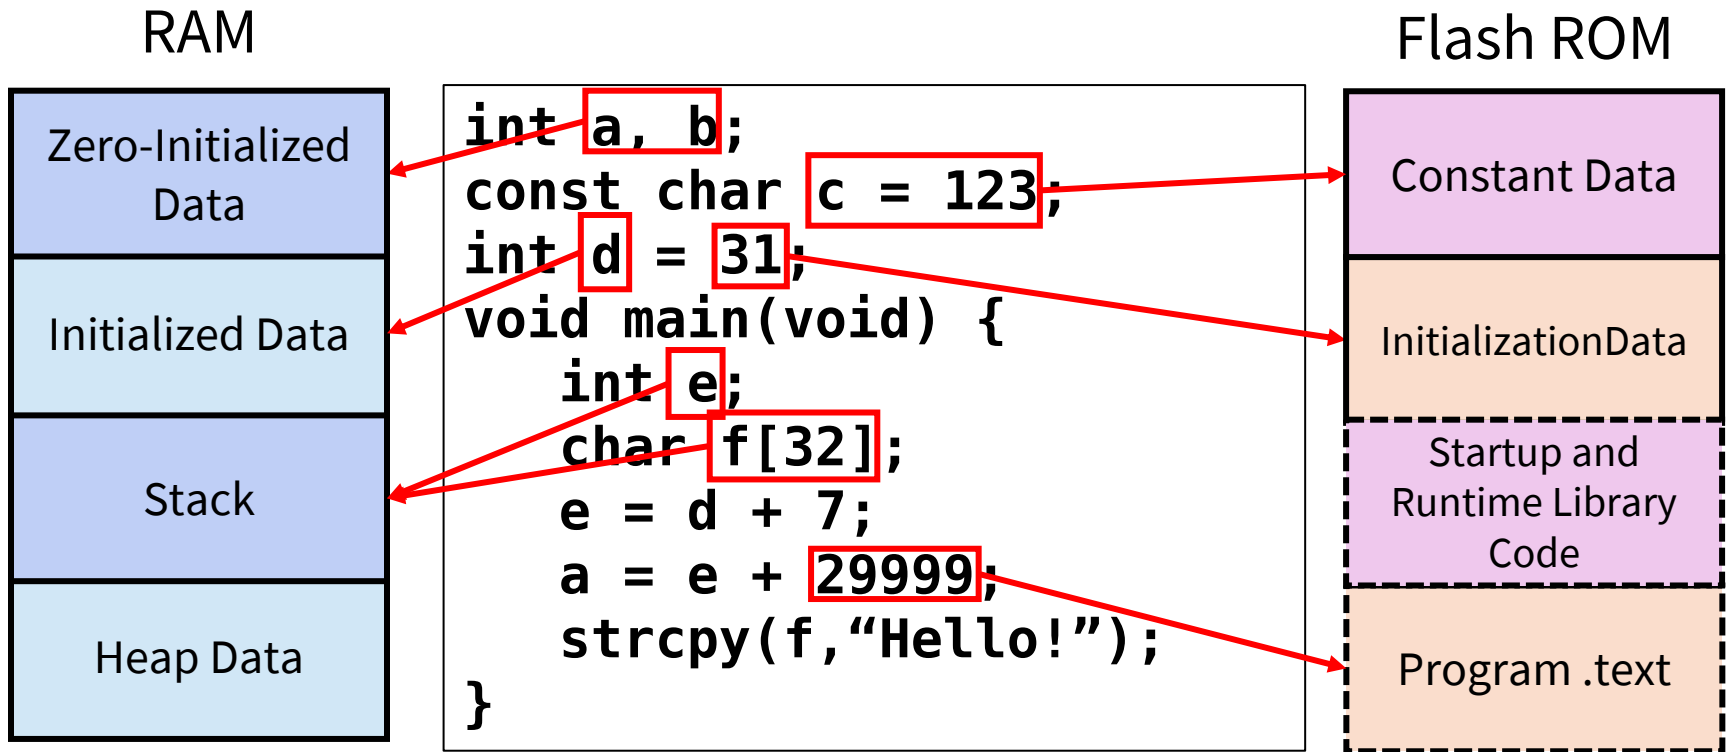 RAM
Zero-Initialized
Data
Initialized Data
Stack
Heap Data
int a, b;
const char c = 123;
int d = 31;
void main(void) {
int e;
char f[32];
e = d + 7;
a = e + 29999;
strcpy(f,“Hello!”);
}
Flash ROM
Constant Data
InitializationData
Startup and
Runtime Library
Code
Program .text